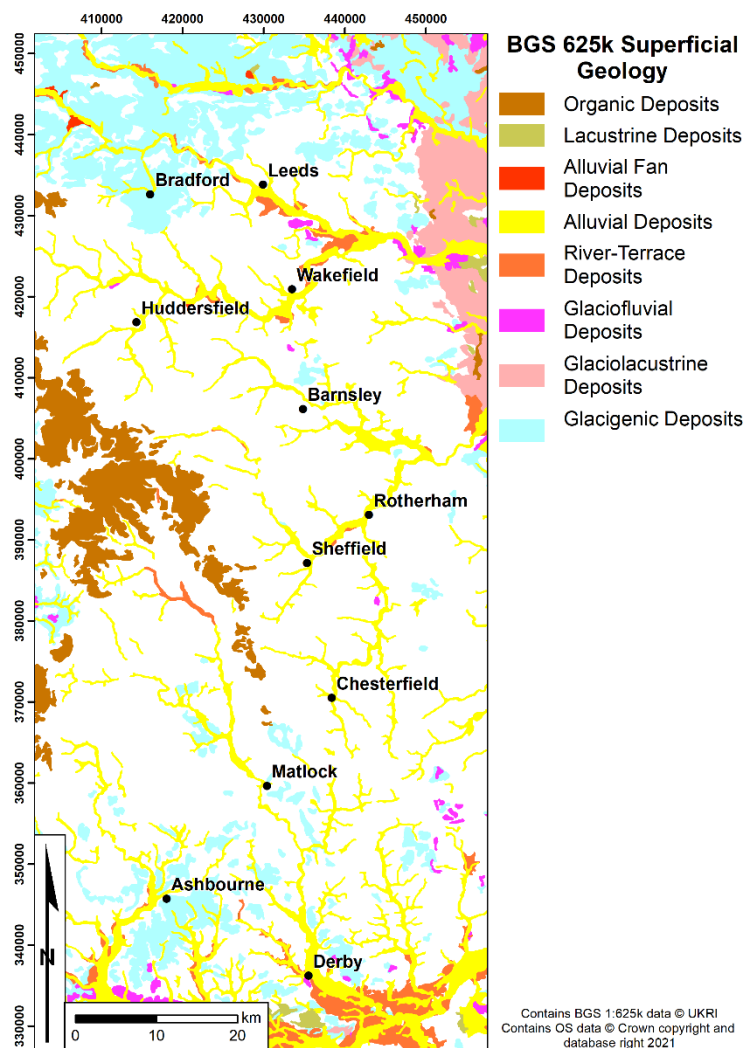 410000 420000 430000 440000 450000
450000
440000
430000
420000
410000
400000
390000
380000
370000
360000
350000
340000
330000
Bradford
Leeds
Wakefield
Huddersfield
Barnsley
Rotherham
Sheffield
Chesterfield
Matlock
Ashbourne
Derby
N
km
0 10 20
BGS 625k Superficial
Geology
Organic Deposits
Lacustrine Deposits
Alluvial Fan
Deposits
Alluvial Deposits
River-Terrace
Deposits
Glaciofluvial
Deposits
Glaciolacustrine
Deposits
Glacigenic Deposits
Contains BGS 1:625k data © UKRI
Contains OS data © Crown copyright and
database right 2021